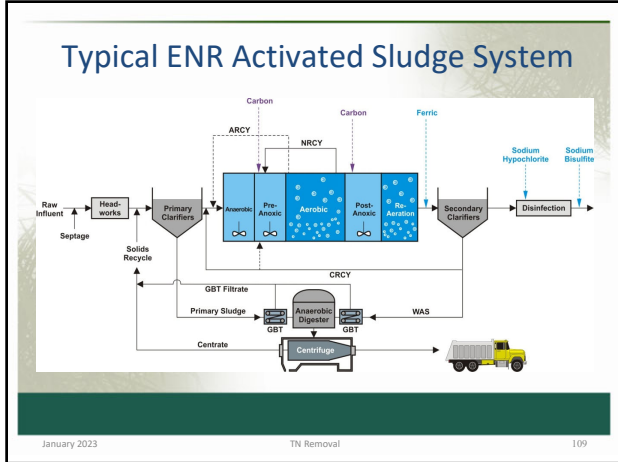 Typical ENR Activated Sludge System
Carbon
Carbon
Ferric
ARCY
NRCY
Sodium
Hypochlorite
Sodium
Bisulfite
Raw
Influent
Head-
works
Primary
Clarifiers
Anaerobic
Pre-
Anoxic
Aerobic
Post-
Anoxic
Re-
Aeration
Secondary
Clarifiers
Disinfection
Septage
Solids
Recycle
CRCY
GBT Filtrate
Primary Sludge
GBT
Anaerobic
Digester
GBT
WAS
Centrate
Centrifuge
January 2023
TN Removal
109